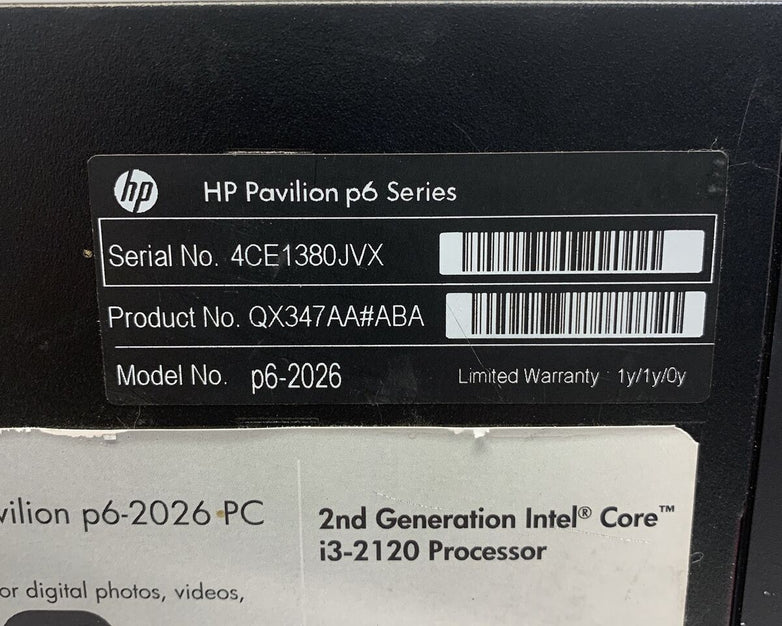 hp
HP Pavilion p6 Series
Serial No. 4CE1380JVX
Product No. QX347AA#ABA
Model No. p6-2026 Limited Warranty 1y/1y/0y
vilion p6-2026 PC
2nd Generation Intel® Core™
i3-2120 Processor
or digital photos, videos,